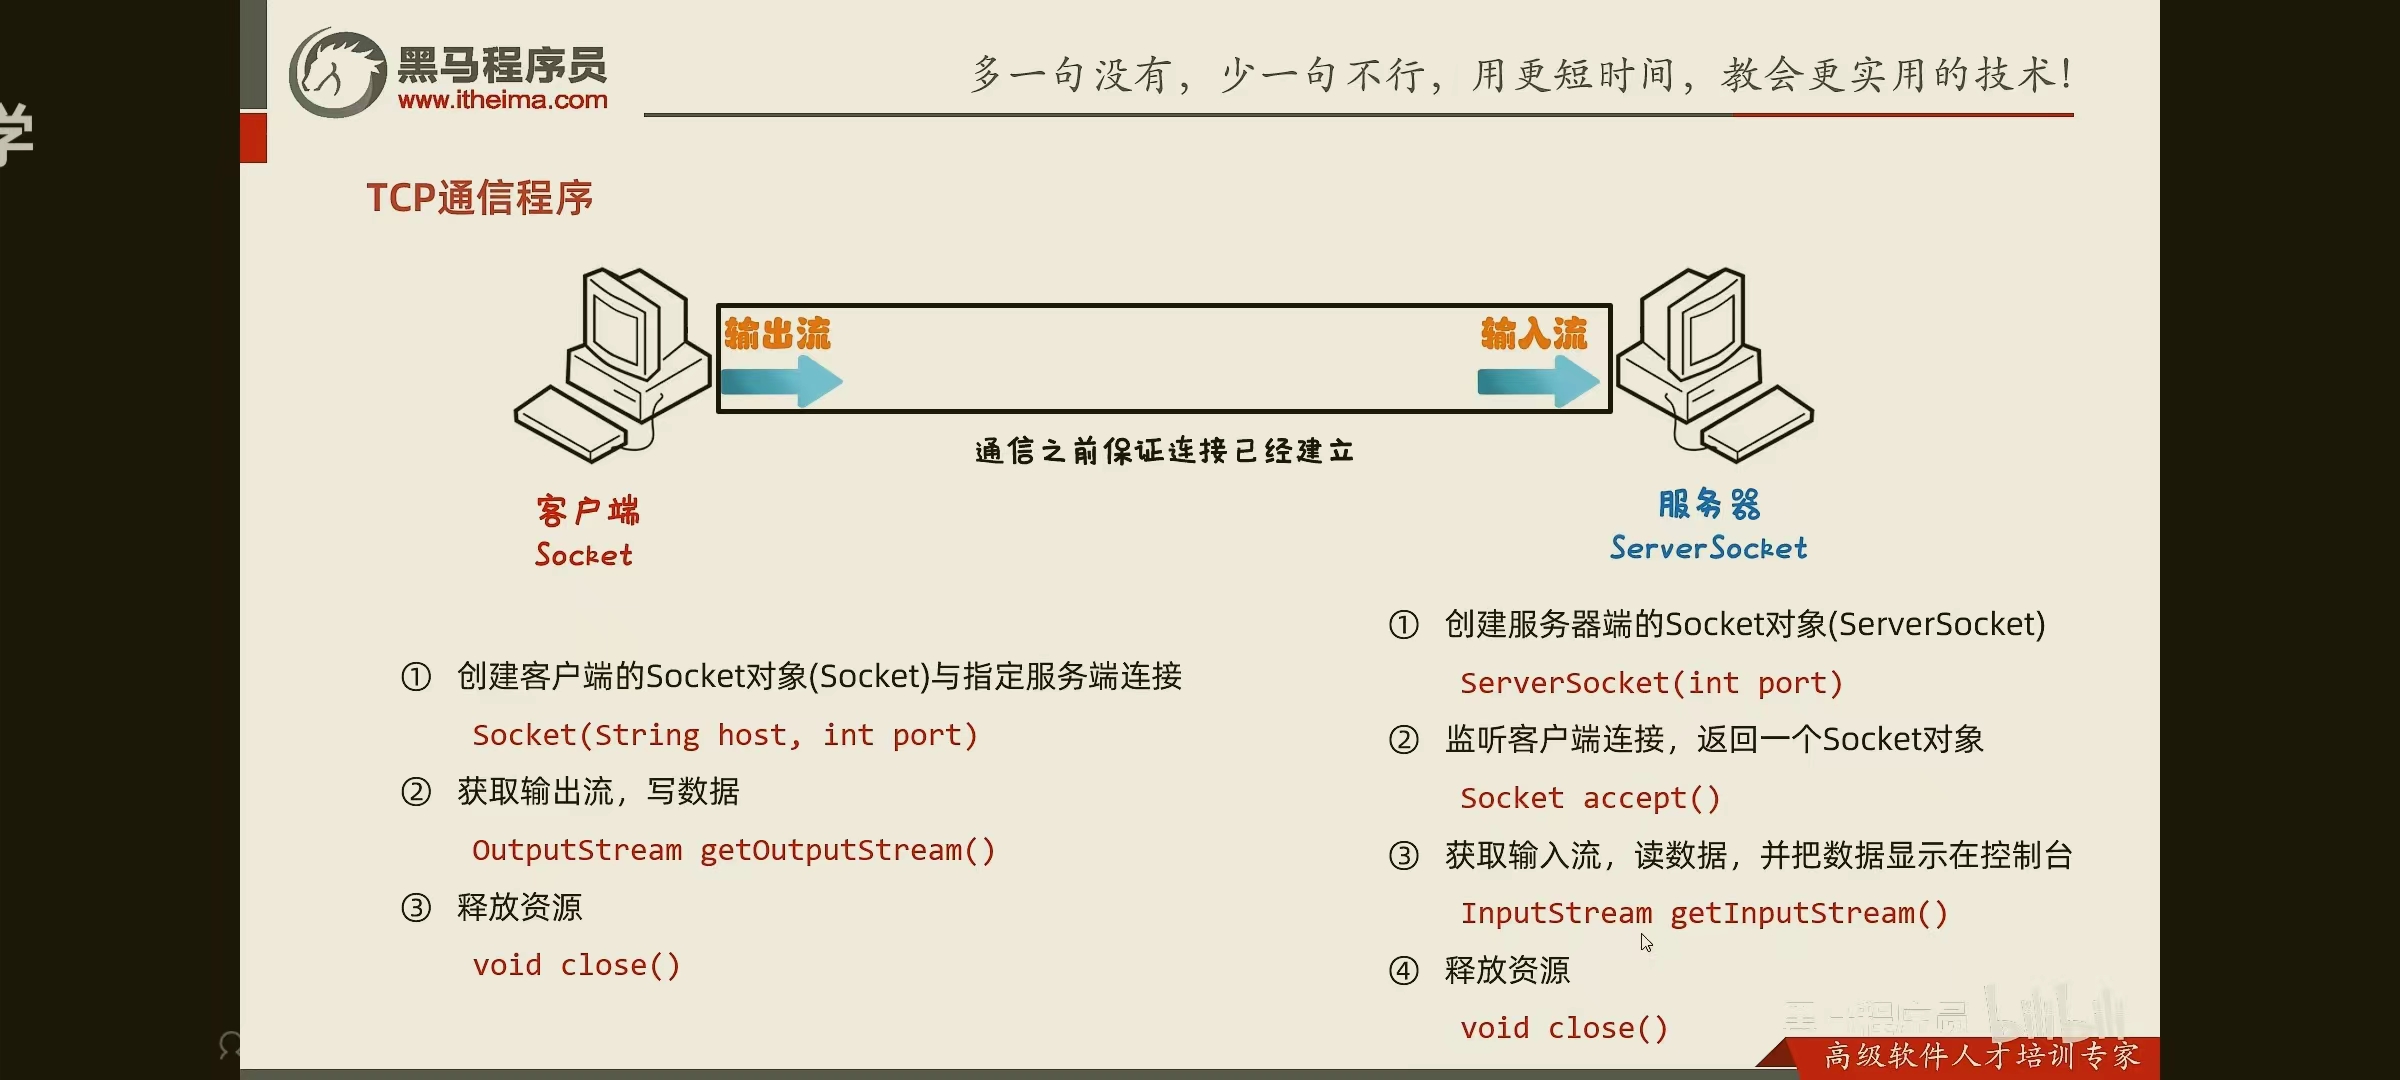 学
黑马程序员
www.itheima.com
多一句没有，少一句不行，用更短时间，教会更实用的技术！
TCP通信程序
输出流
输入流
通信之前保证连接已经建立
客户端
Socket
服务器
ServerSocket
① 创建客户端的Socket对象(Socket)与指定服务端连接
Socket(String host, int port)
② 获取输出流，写数据
OutputStream getOutputStream()
③ 释放资源
void close()
① 创建服务器端的Socket对象(ServerSocket)
ServerSocket(int port)
② 监听客户端连接，返回一个Socket对象
Socket accept()
③ 获取输入流，读数据，并把数据显示在控制台
InputStream getInputStream()
④ 释放资源
void close()
黑马程序员 bilibili
高级软件人才培训专家